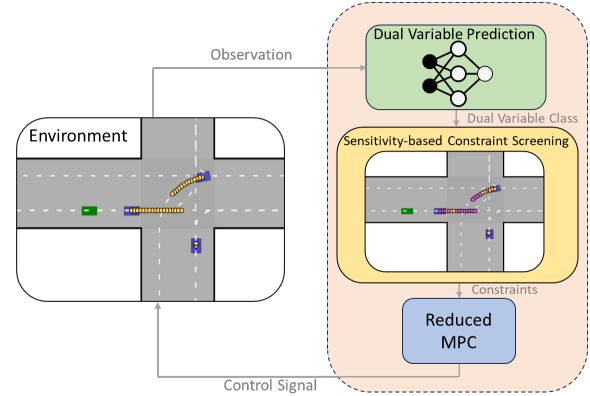 Dual Variable Prediction
Observation
Dual Variable Class
Environment
Sensitivity-based Constraint Screening
Constraints
Reduced
MPC
Control Signal